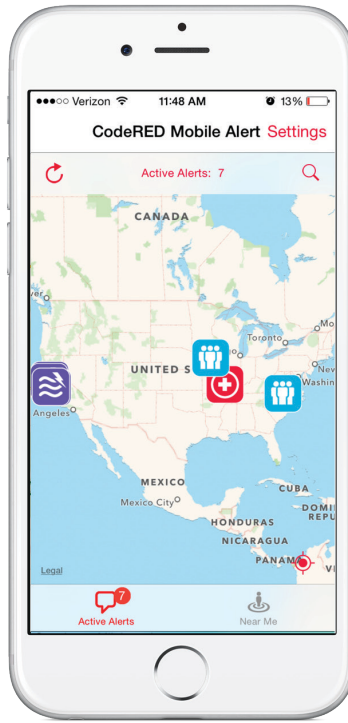 Verizon 11:48 AM 13%
CodeRED Mobile Alert Settings
Active Alerts: 7
CANADA
Toronto
UNITED S
Washin
Angeles
MEXICO
Mexico City
CUBA
DOMI
REPU
HONDURAS
NICARAGUA
PANAM
Legal
7
Active Alerts Near Me